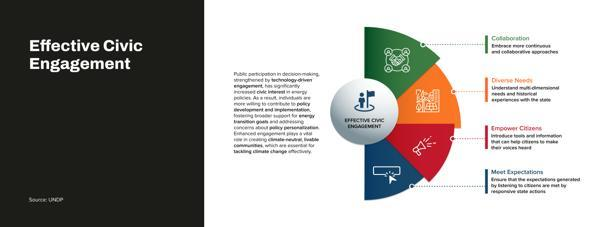 Effective Civic
Engagement
Source: UNDP
Public participation in decision-making,
strengthened by technology-driven
engagement, has significantly
increased civic interest in energy
policies. As a result, individuals are
more willing to contribute to policy
development and implementation,
fostering broader support for energy
transition goals and addressing
concerns about policy personalization.
Enhanced engagement plays a vital
role in creating climate-neutral, livable
communities, which are essential for
tackling climate change effectively.
EFFECTIVE CIVIC
ENGAGEMENT
Collaboration
Embrace more continuous
and collaborative approaches
Diverse Needs
Understand multi-dimensional
needs and historical
experiences with the state
Empower Citizens
Introduce tools and information
that can help citizens to make
their voices heard
Meet Expectations
Ensure that the expectations generated
by listening to citizens are met by
responsive state actions